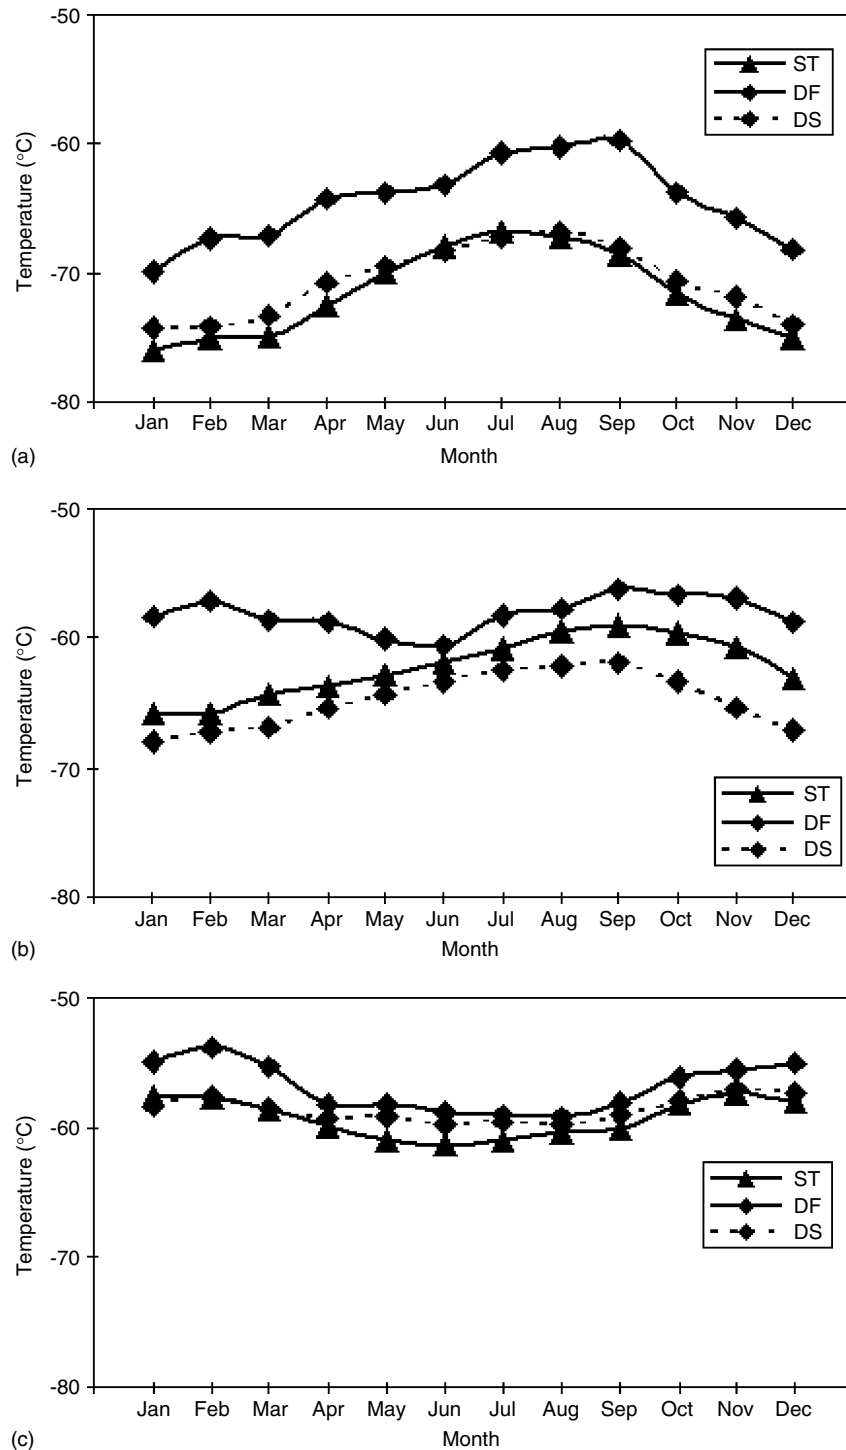 -50
ST
DF
DS
-60
Temperature (°C)
-70
-80
Jan Feb Mar Apr May Jun Jul Aug Sep Oct Nov Dec
(a)
Month
-50
-60
Temperature (°C)
-70
ST
DF
DS
-80
Jan Feb Mar Apr May Jun Jul Aug Sep Oct Nov Dec
(b)
Month
-50
-60
Temperature (°C)
ST
DF
DS
-70
-80
Jan Feb Mar Apr May Jun Jul Aug Sep Oct Nov Dec
(c)
Month